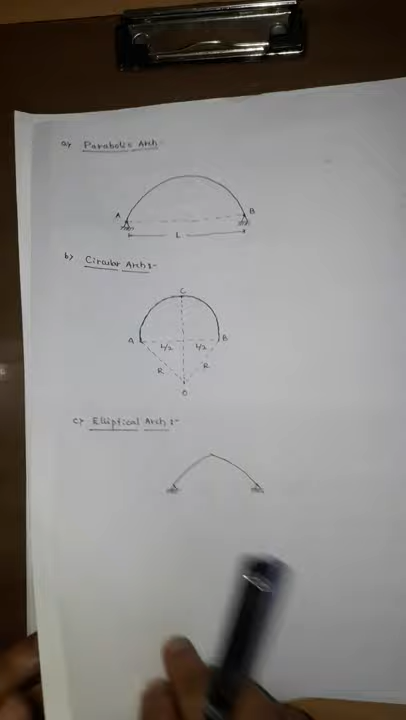 a) Parabolic Arch
A B
L
b) Circular Arch:-
C
A L/2 L/2 B
R R
O
c) Elliptical Arch:-